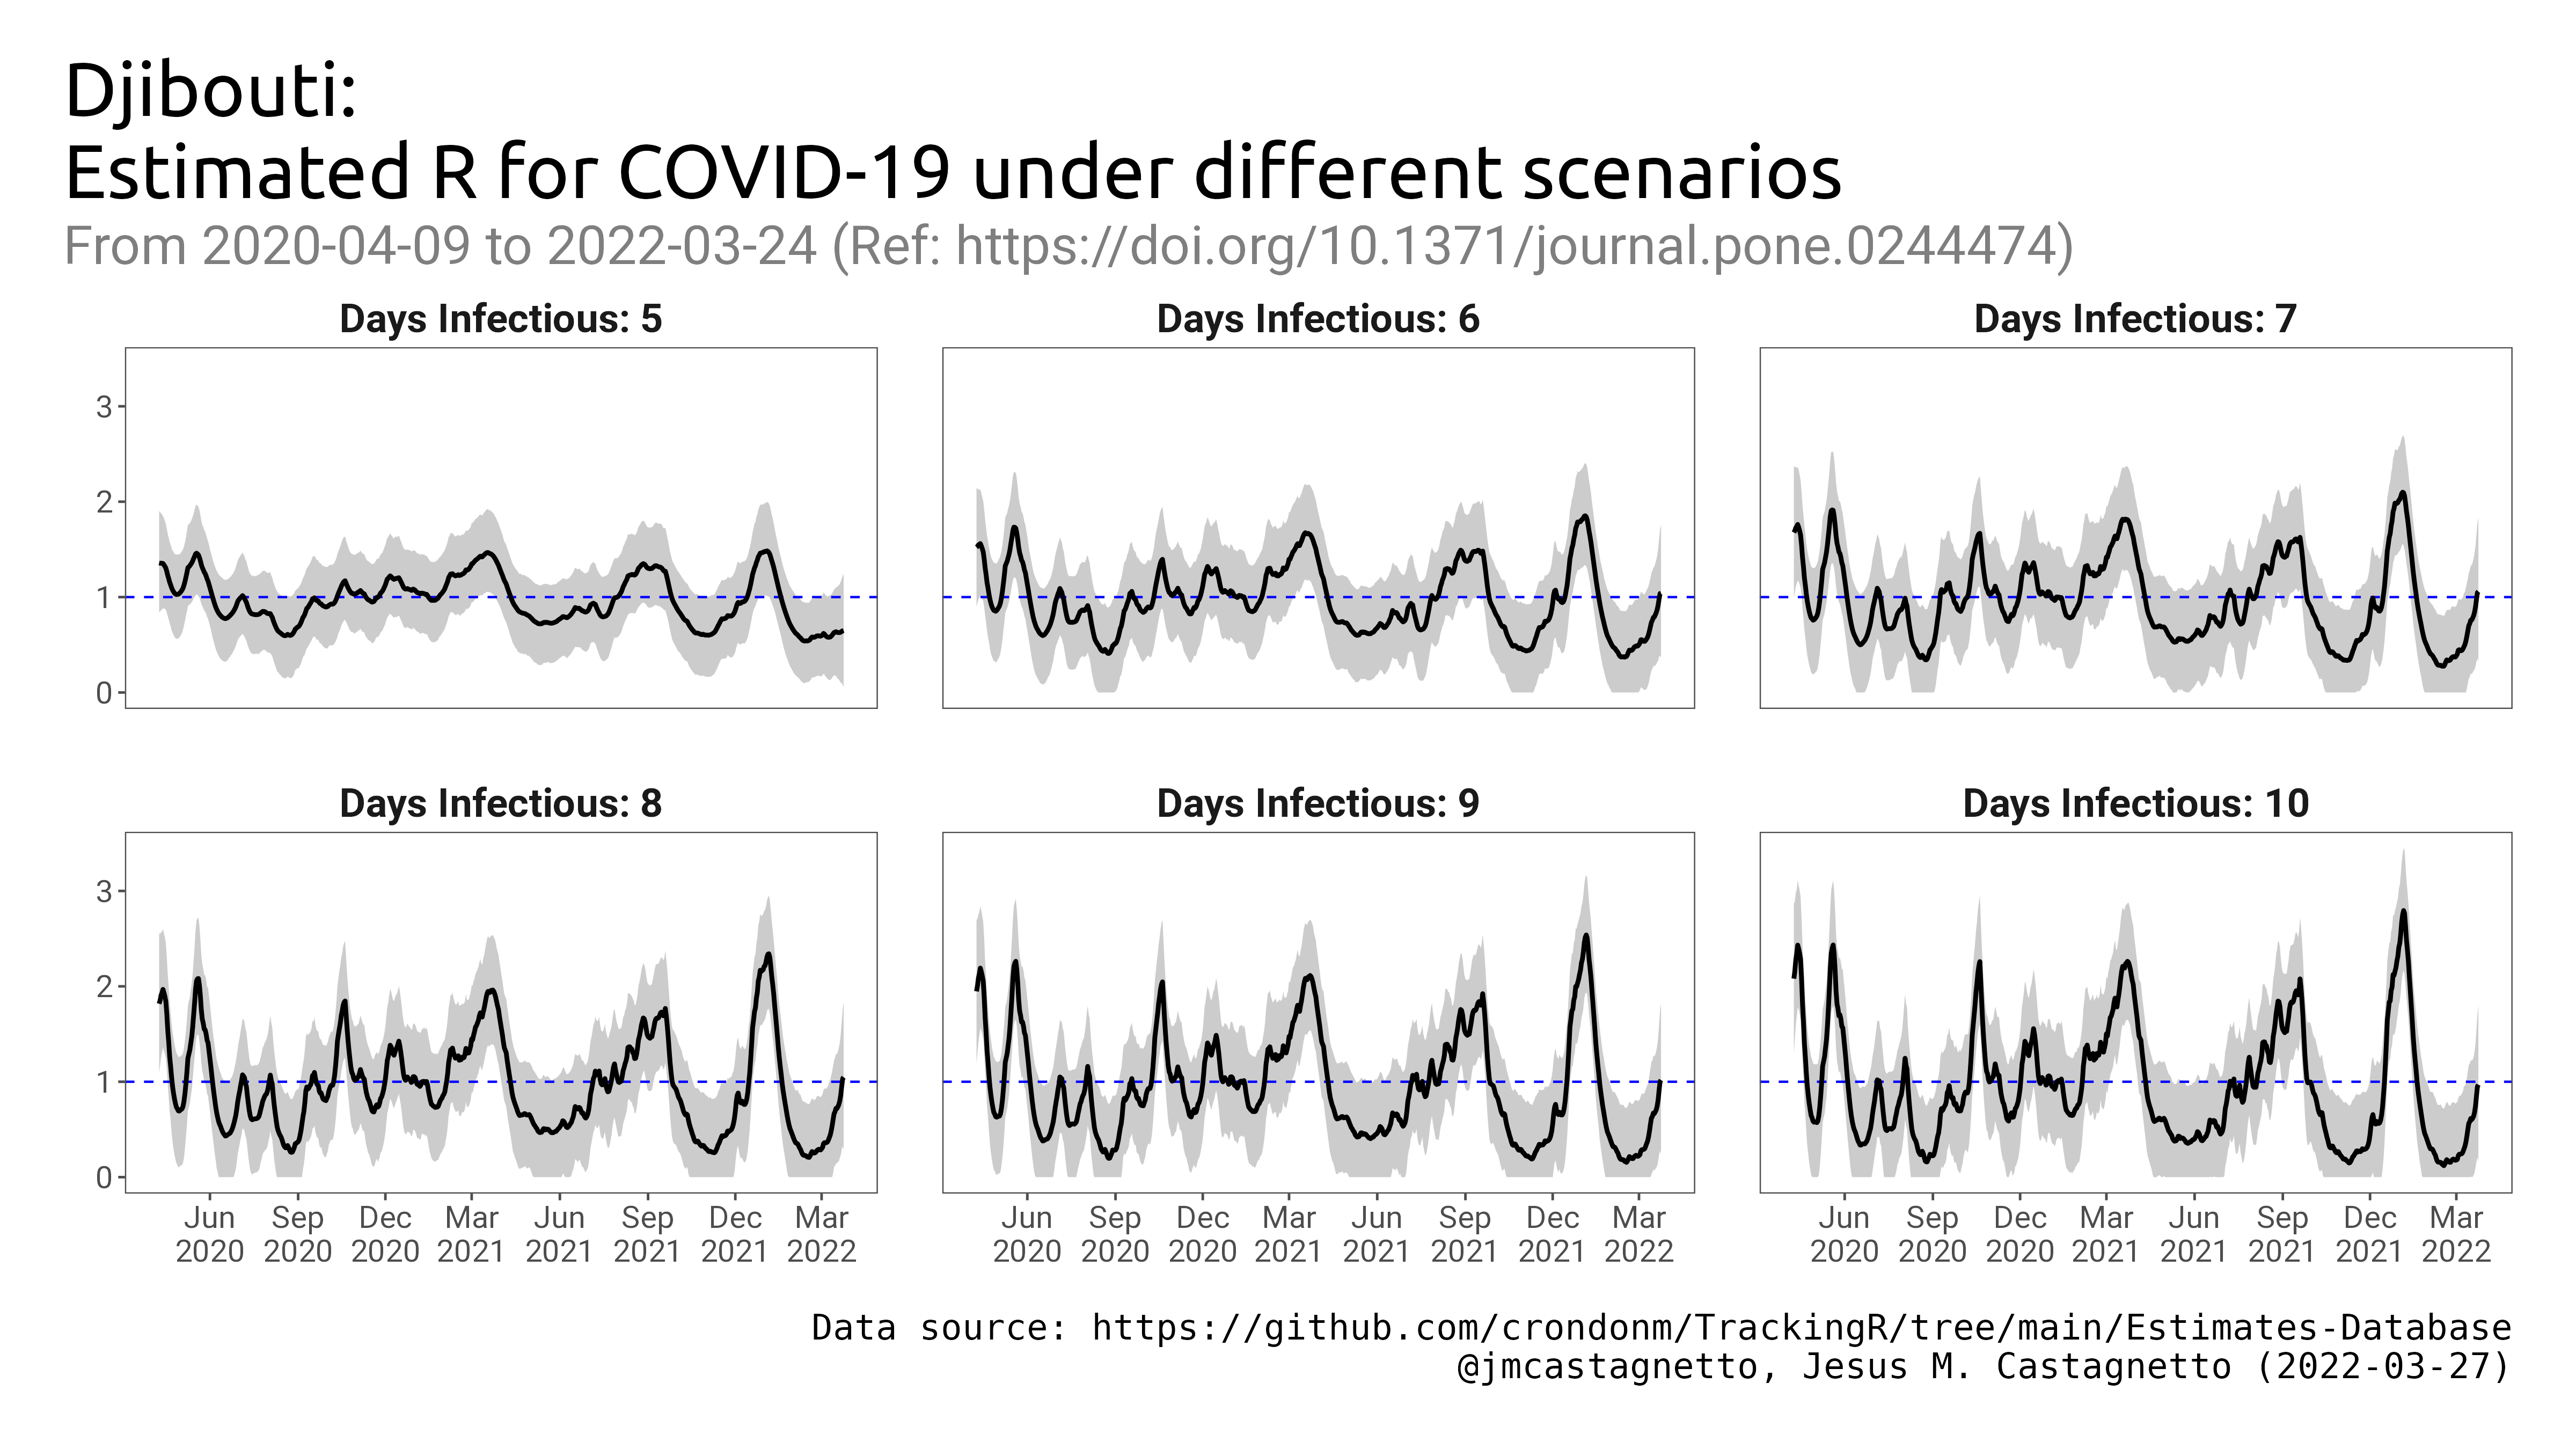 Djibouti:
Estimated R for COVID-19 under different scenarios
From 2020-04-09 to 2022-03-24 (Ref: https://doi.org/10.1371/journal.pone.0244474)
Days Infectious: 5
Days Infectious: 6
Days Infectious: 7
3
2
1
0
Days Infectious: 8
Days Infectious: 9
Days Infectious: 10
3
2
1
0
Jun Sep Dec Mar Jun Sep Dec Mar
2020 2020 2020 2021 2021 2021 2021 2022
Jun Sep Dec Mar Jun Sep Dec Mar
2020 2020 2020 2021 2021 2021 2021 2022
Jun Sep Dec Mar Jun Sep Dec Mar
2020 2020 2020 2021 2021 2021 2021 2022
Data source: https://github.com/crondonm/TrackingR/tree/main/Estimates-Database
@jmcastagnetto, Jesus M. Castagnetto (2022-03-27)